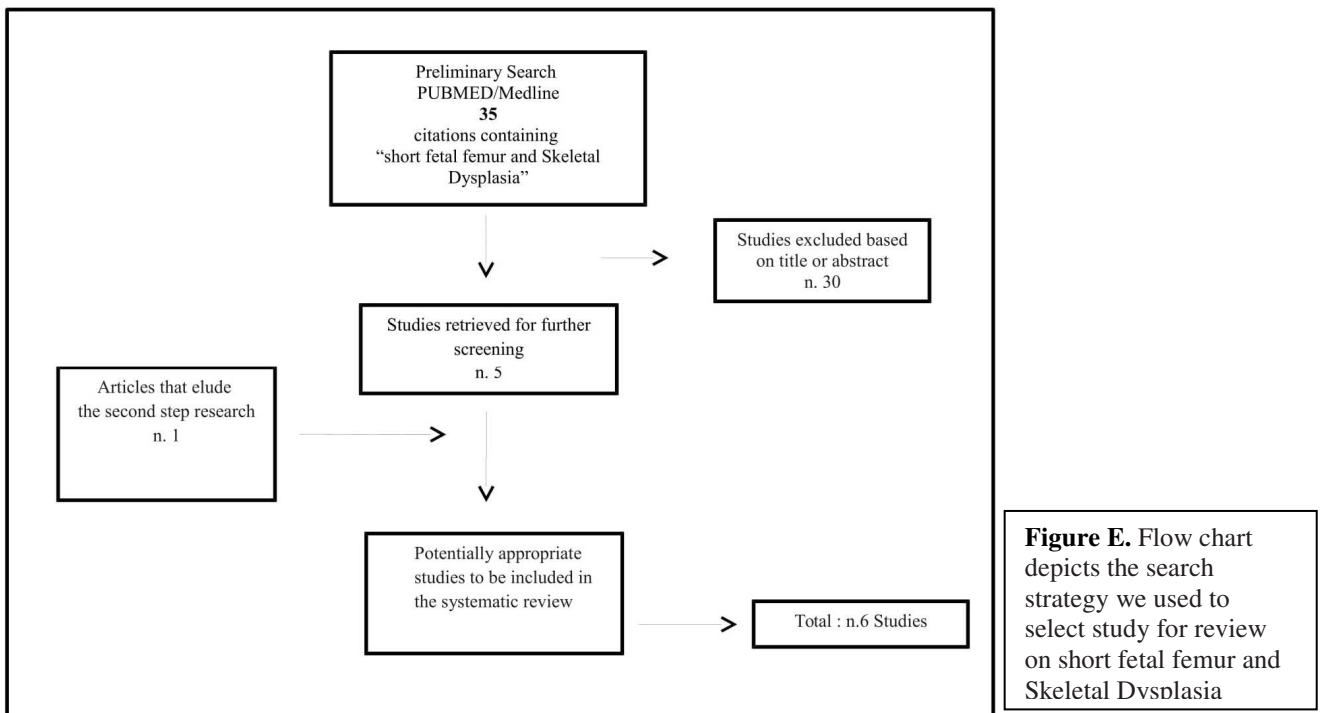 Preliminary Search
PUBMED/Medline
35
citations containing
“short fetal femur and Skeletal
Dysplasia”
Studies excluded based
on title or abstract
n. 30
Studies retrieved for further
screening
n. 5
Articles that elude
the second step research
n. 1
Potentially appropriate
studies to be included in
the systematic review
Total : n.6 Studies
Figure E. Flow chart
depicts the search
strategy we used to
select study for review
on short fetal femur and
Skeletal Dysplasia